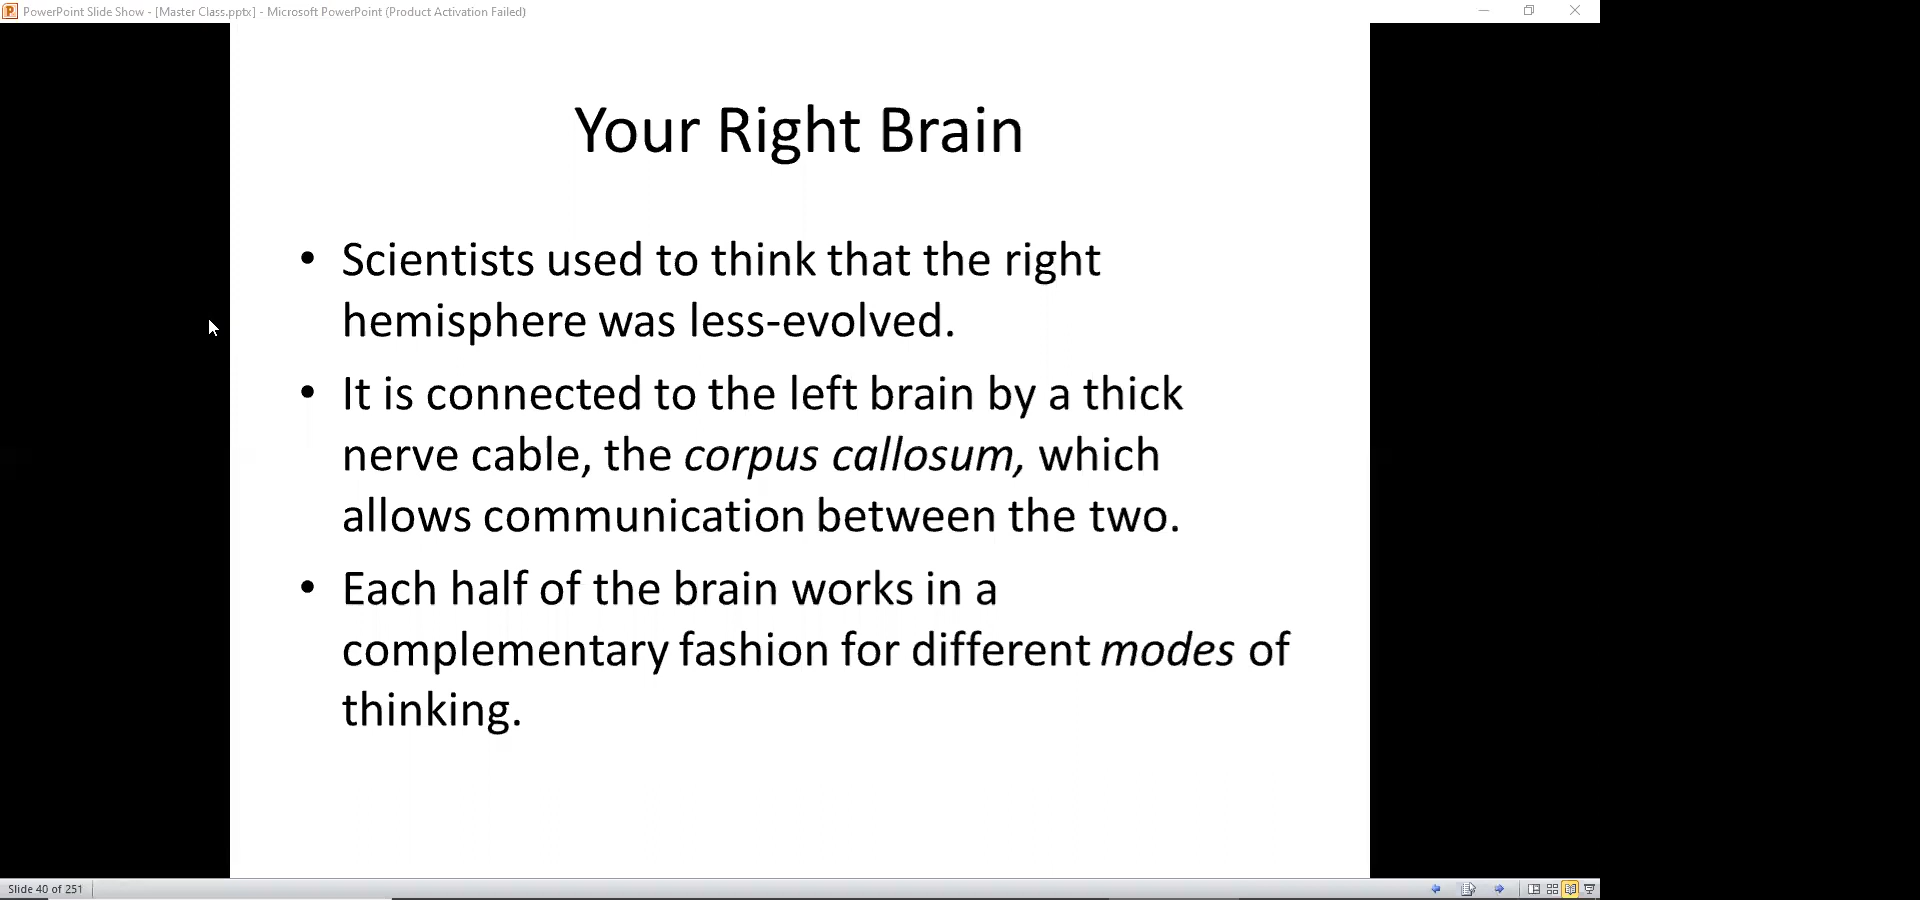 PowerPoint Slide Show - [Master Class.pptx] - Microsoft PowerPoint (Product Activation Failed)
Your Right Brain
• Scientists used to think that the right
hemisphere was less-evolved.
• It is connected to the left brain by a thick
nerve cable, the corpus callosum, which
allows communication between the two.
• Each half of the brain works in a
complementary fashion for different modes of
thinking.
Slide 40 of 251